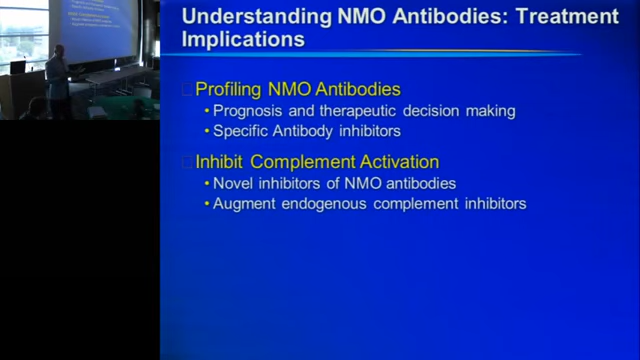 Understanding NMO Antibodies: Treatment
Implications
Profiling NMO Antibodies
• Prognosis and therapeutic decision making
• Specific Antibody inhibitors
Inhibit Complement Activation
• Novel inhibitors of NMO antibodies
• Augment endogenous complement inhibitors